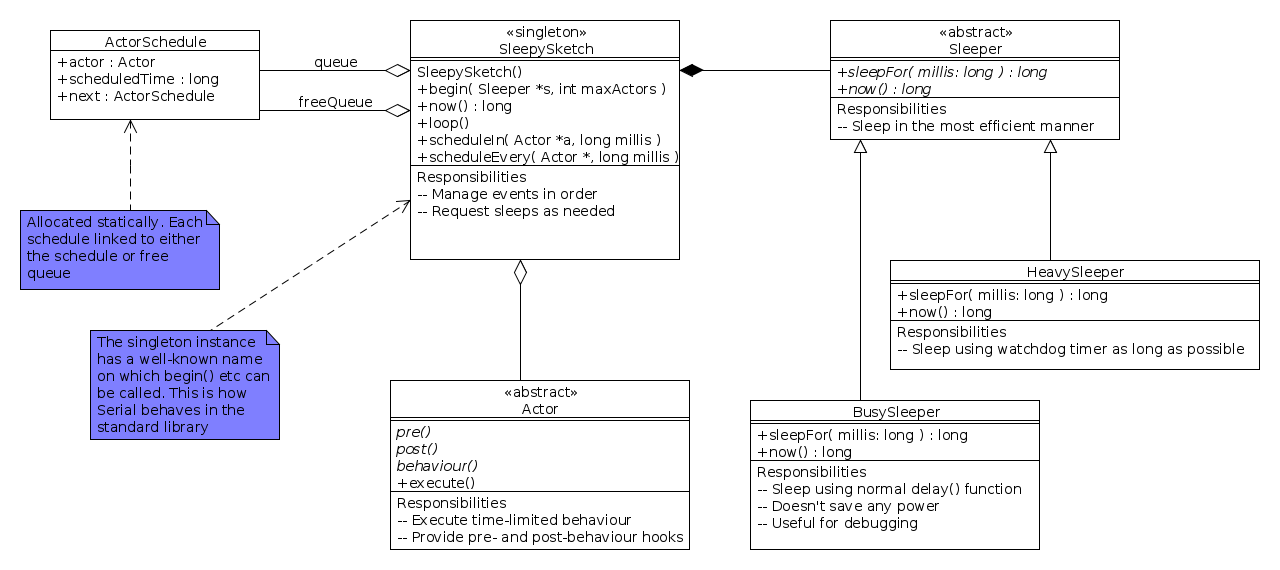 ActorSchedule
+actor : Actor
+scheduledTime : long
+next : ActorSchedule
queue
freeQueue
«singleton»
SleepySketch
SleepySketch()
+begin( Sleeper *s, int maxActors )
+now() : long
+loop()
+scheduleIn( Actor *a, long millis )
+scheduleEvery( Actor *, long millis )
Responsibilities
-- Manage events in order
-- Request sleeps as needed
«abstract»
Sleeper
+sleepFor( millis: long ) : long
+now() : long
Responsibilities
-- Sleep in the most efficient manner
Allocated statically. Each
schedule linked to either
the schedule or free
queue
The singleton instance
has a well-known name
on which begin() etc can
be called. This is how
Serial behaves in the
standard library
«abstract»
Actor
pre()
post()
behaviour()
+execute()
Responsibilities
-- Execute time-limited behaviour
-- Provide pre- and post-behaviour hooks
HeavySleeper
+sleepFor( millis: long ) : long
+now() : long
Responsibilities
-- Sleep using watchdog timer as long as possible
BusySleeper
+sleepFor( millis: long ) : long
+now() : long
Responsibilities
-- Sleep using normal delay() function
-- Doesn't save any power
-- Useful for debugging